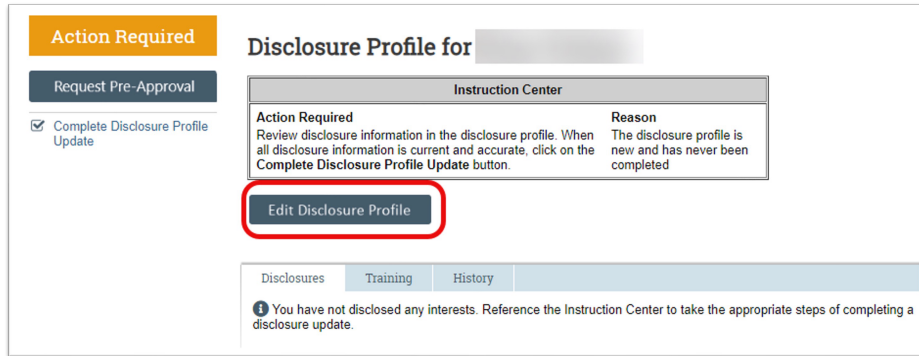 Action Required
Request Pre-Approval
Complete Disclosure Profile
Update
Disclosure Profile for
Instruction Center
Action Required
Review disclosure information in the disclosure profile. When
all disclosure information is current and accurate, click on the
Complete Disclosure Profile Update button.
Reason
The disclosure profile is
new and has never been
completed
Edit Disclosure Profile
Disclosures
Training
History
You have not disclosed any interests. Reference the Instruction Center to take the appropriate steps of completing a
disclosure update.